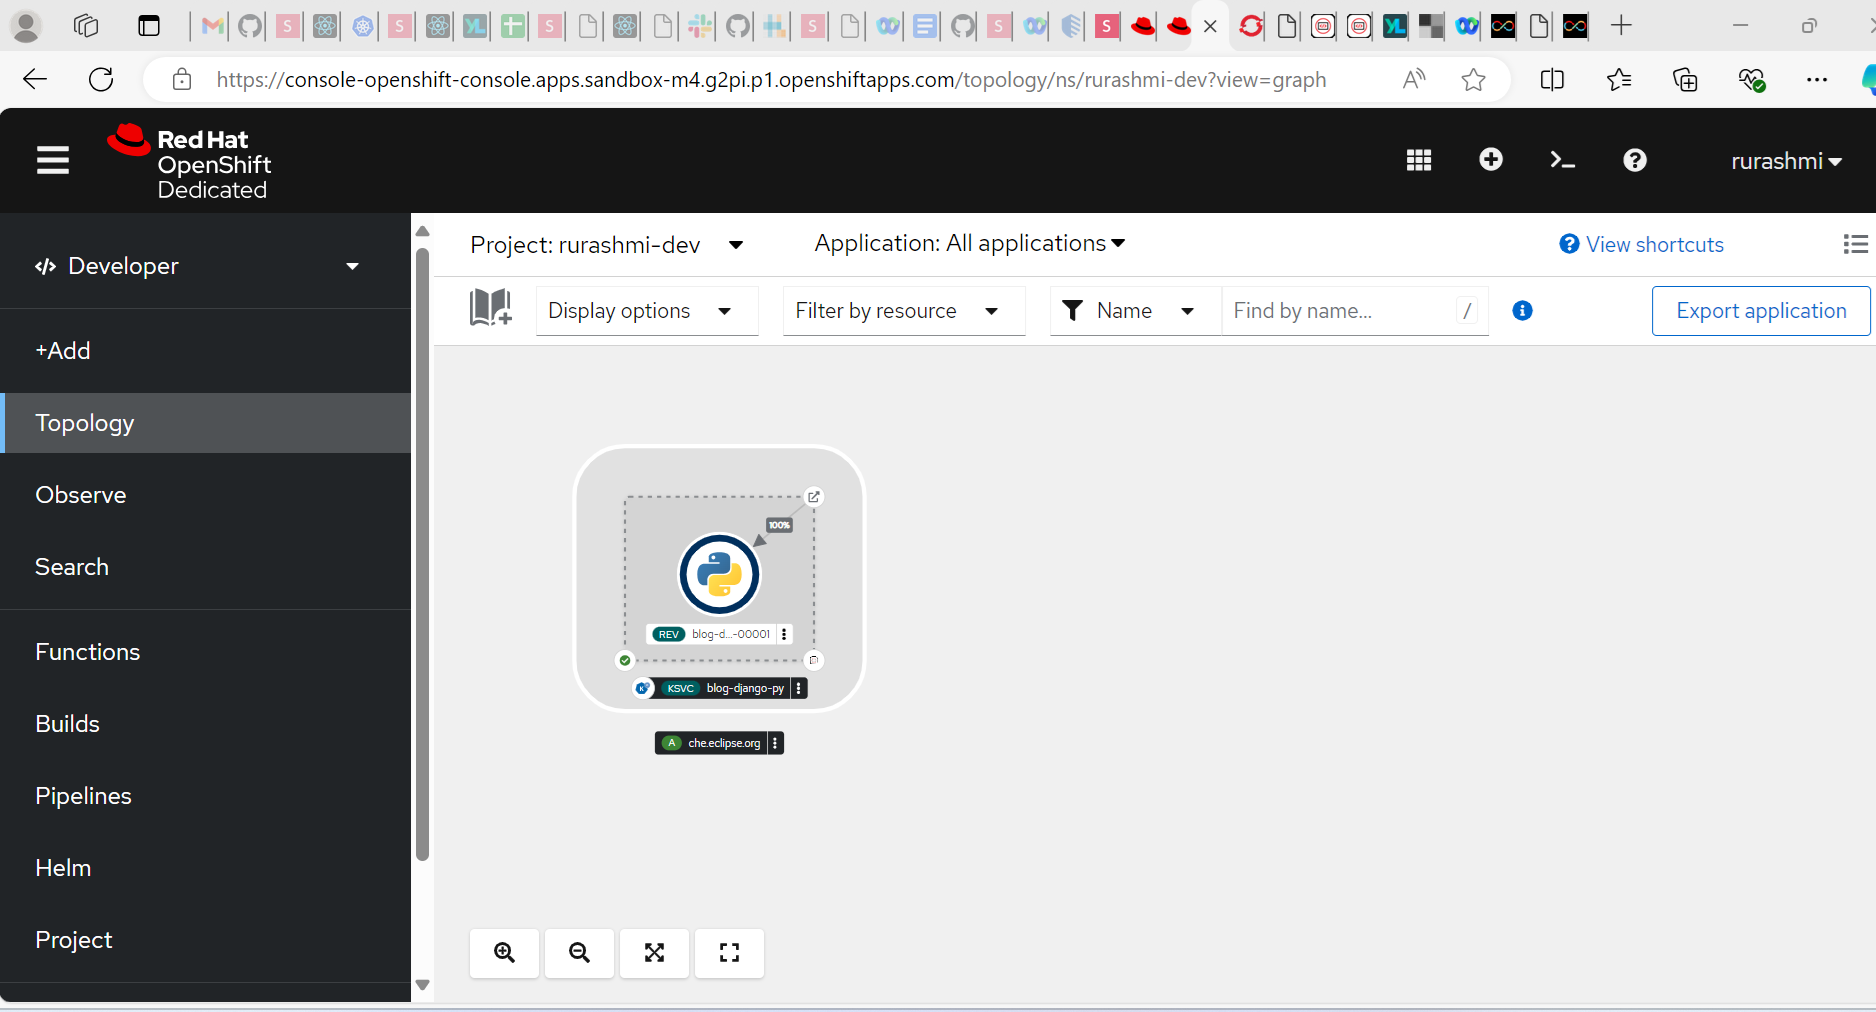 https://console-openshift-console.apps.sandbox-m4.g2pi.p1.openshiftapps.com/topology/ns/rurashmi-dev?view=graph
Red Hat
OpenShift
Dedicated
rurashmi
Developer
+Add
Topology
Observe
Search
Functions
Builds
Pipelines
Helm
Project
Project: rurashmi-dev
Application: All applications
View shortcuts
Display options
Filter by resource
Name
Find by name...
/
Export application
100%
REV blog-d...-00001
KSVC blog-django-py
A che.eclipse.org